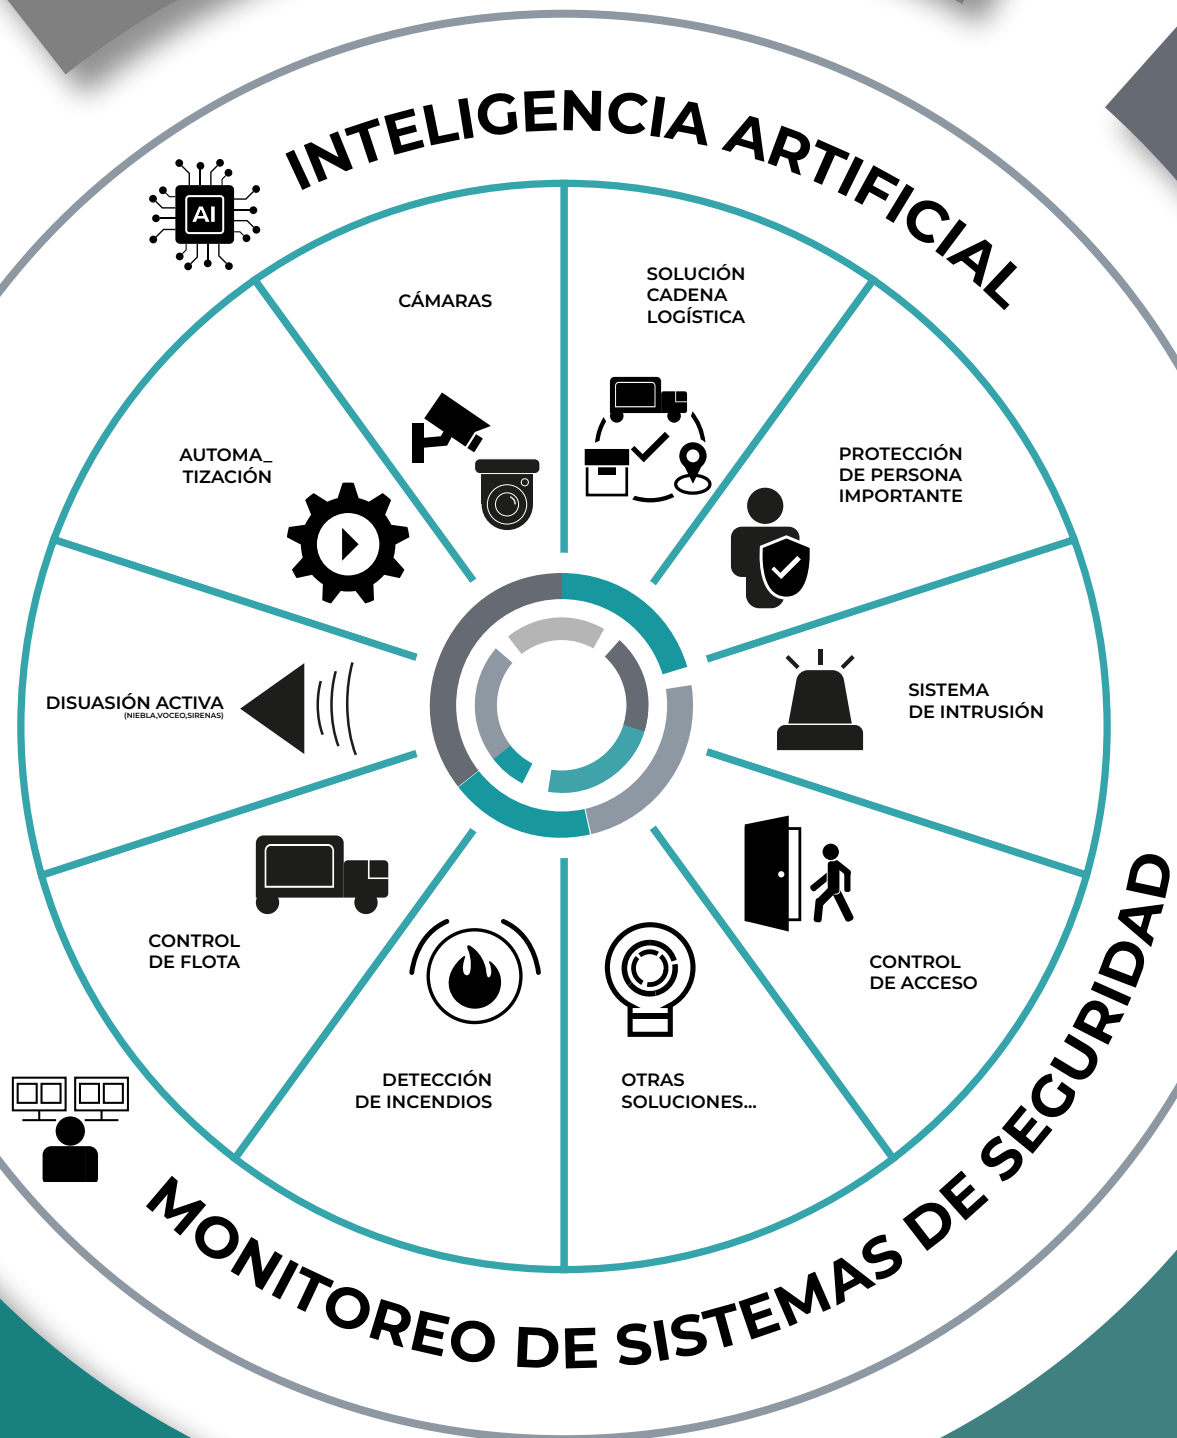 INTELIGENCIA ARTIFICIAL
AI
CÁMARAS
SOLUCIÓN
CADENA
LOGÍSTICA
AUTOMA_
TIZACIÓN
PROTECCIÓN
DE PERSONA
IMPORTANTE
DISUASIÓN ACTIVA
(NIEBLA,VOCEO,SIRENAS)
SISTEMA
DE INTRUSIÓN
CONTROL
DE FLOTA
CONTROL
DE ACCESO
DETECCIÓN
DE INCENDIOS
OTRAS
SOLUCIONES...
MONITOREO DE SISTEMAS DE SEGURIDAD